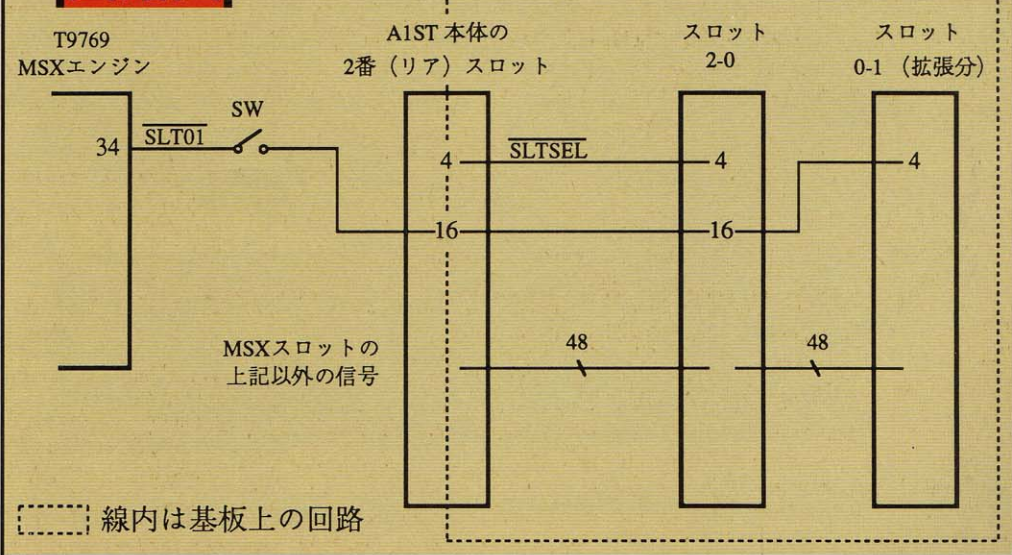 T9769
MSXエンジン
A1ST 本体の
2番（リア）スロット
スロット
2-0
スロット
0-1 （拡張分）
34
SLT01
SW
4
SLTSEL
4
4
16
16
MSXスロットの
上記以外の信号
48
48
線内は基板上の回路